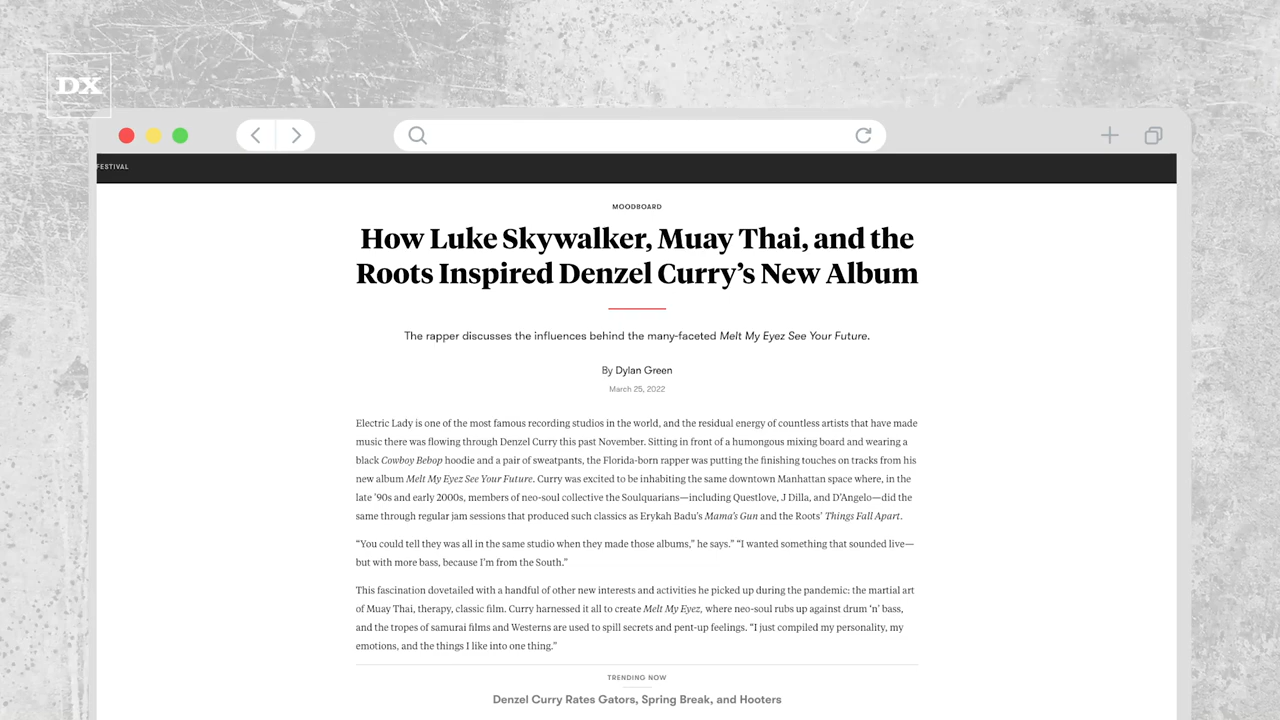 DX
FESTIVAL
MOODBOARD
How Luke Skywalker, Muay Thai, and the
Roots Inspired Denzel Curry’s New Album
The rapper discusses the influences behind the many-faceted Melt My Eyez See Your Future.
By Dylan Green
March 25, 2022
Electric Lady is one of the most famous recording studios in the world, and the residual energy of countless artists that have made
music there was flowing through Denzel Curry this past November. Sitting in front of a humongous mixing board and wearing a
black Cowboy Bebop hoodie and a pair of sweatpants, the Florida-born rapper was putting the finishing touches on tracks from his
new album Melt My Eyez See Your Future. Curry was excited to be inhabiting the same downtown Manhattan space where, in the
late ’90s and early 2000s, members of neo-soul collective the Soulquarians—including Questlove, J Dilla, and D’Angelo—did the
same through regular jam sessions that produced such classics as Erykah Badu’s Mama’s Gun and the Roots’ Things Fall Apart.
“You could tell they was all in the same studio when they made those albums,” he says.” “I wanted something that sounded live—
but with more bass, because I’m from the South.”
This fascination dovetailed with a handful of other new interests and activities he picked up during the pandemic: the martial art
of Muay Thai, therapy, classic film. Curry harnessed it all to create Melt My Eyez, where neo-soul rubs up against drum ‘n’ bass,
and the tropes of samurai films and Westerns are used to spill secrets and pent-up feelings. “I just compiled my personality, my
emotions, and the things I like into one thing.”
TRENDING NOW
Denzel Curry Rates Gators, Spring Break, and Hooters